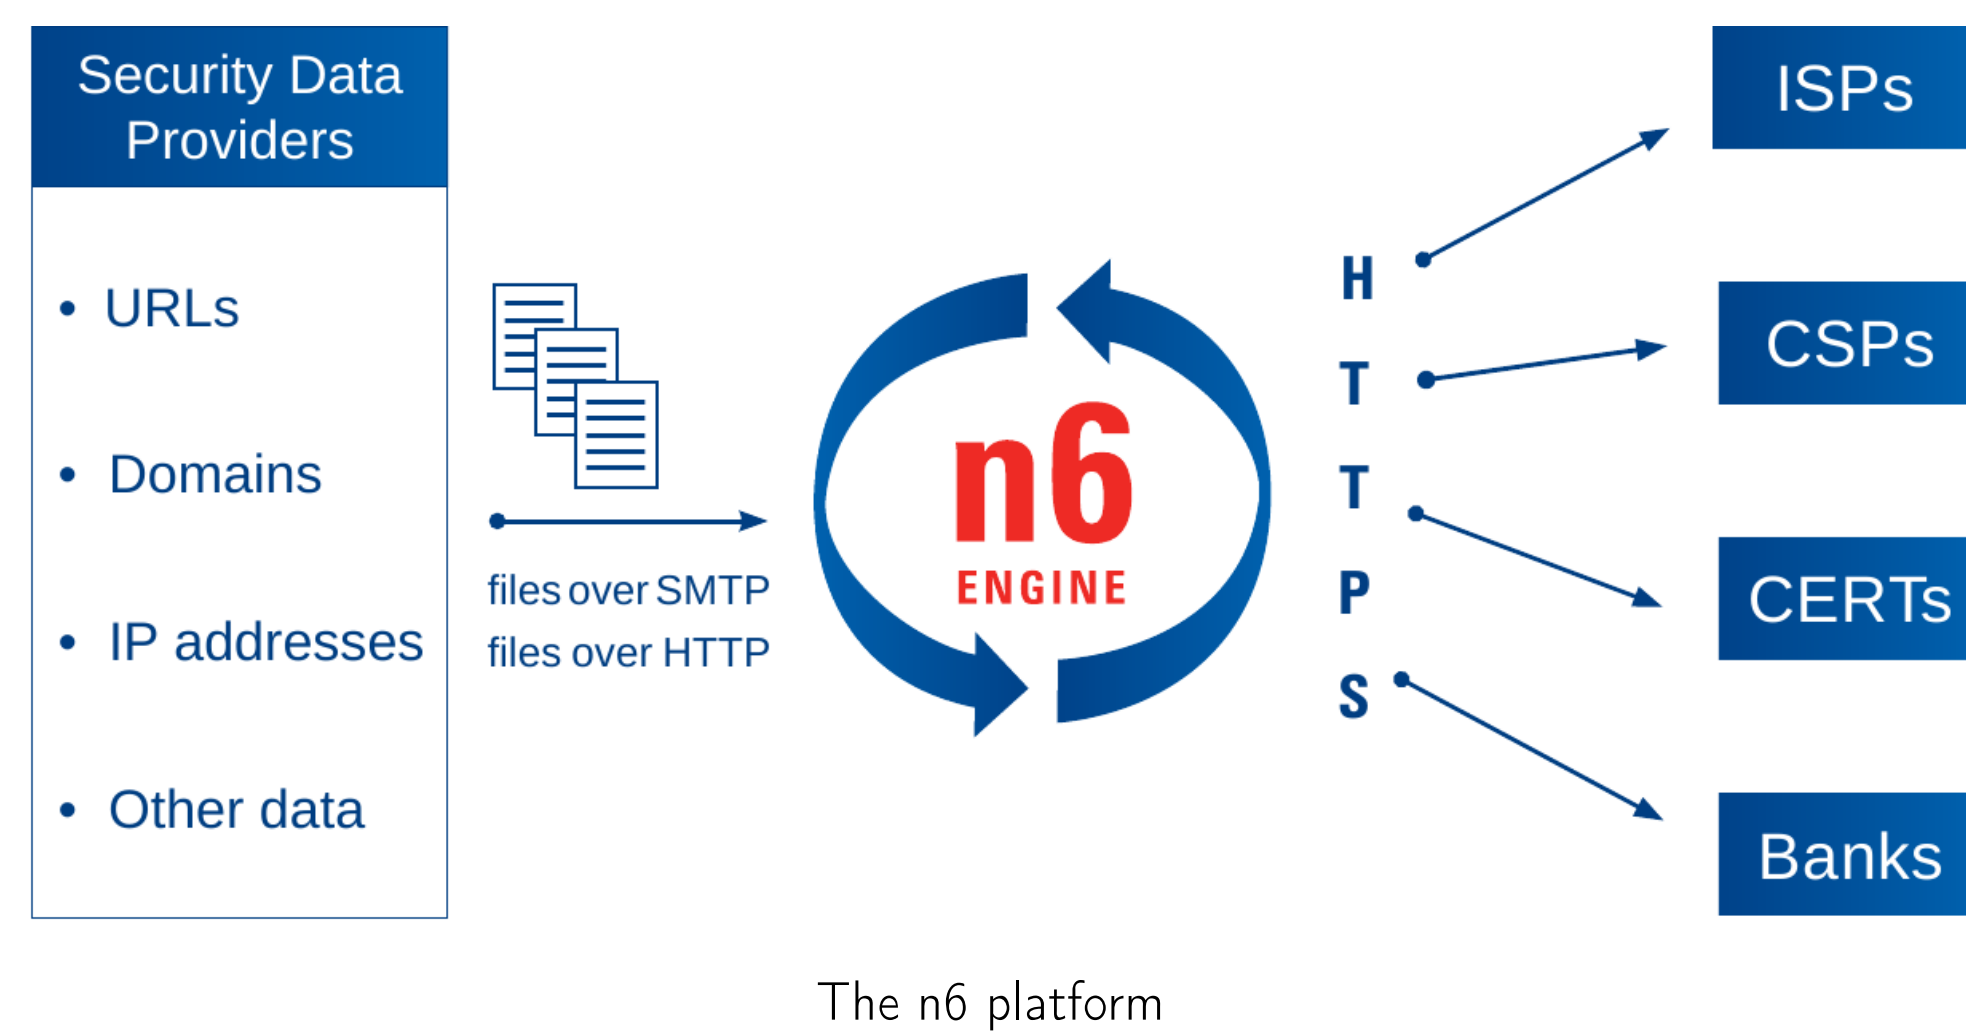 Security Data
Providers
• URLs
• Domains
• IP addresses
• Other data
files over SMTP
files over HTTP
n6
ENGINE
H
T
T
P
S
ISPs
CSPs
CERTs
Banks
The n6 platform